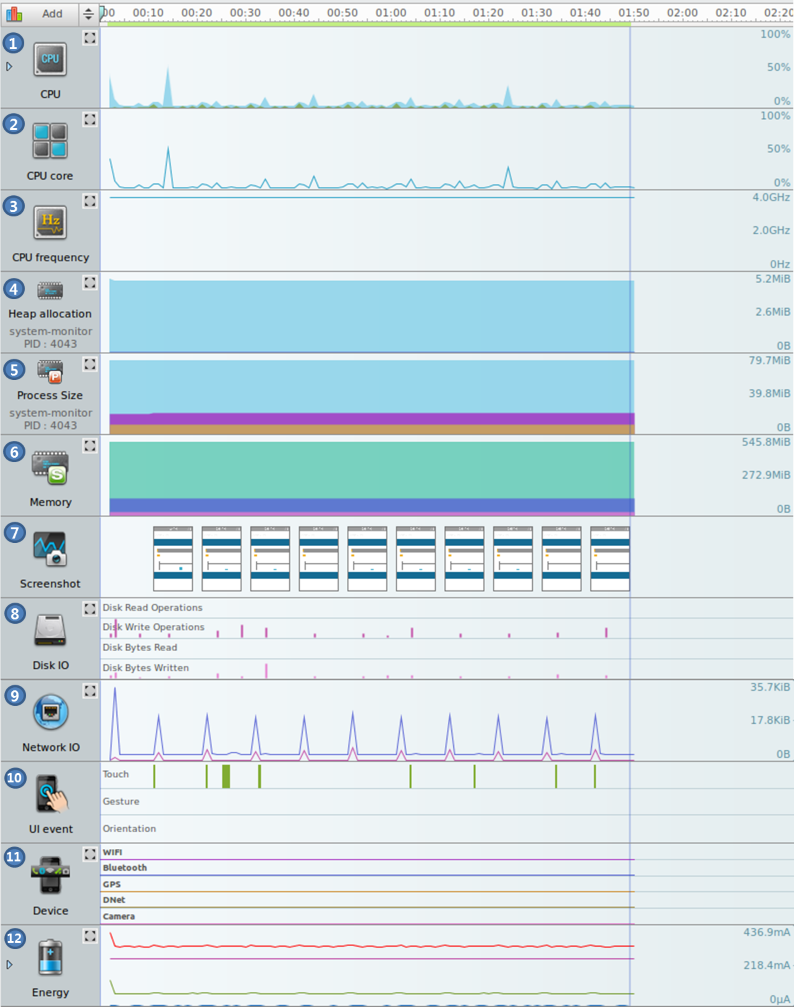 Add
00
00:10
00:20
00:30
00:40
00:50
01:00
01:10
01:20
01:30
01:40
01:50
02:00
02:10
02:20
1
CPU
CPU
100%
50%
0%
2
CPU core
100%
50%
0%
3
Hz
CPU frequency
4.0GHz
2.0GHz
0Hz
4
Heap allocation
system-monitor
PID : 4043
5.2MiB
2.6MiB
0B
5
Process Size
system-monitor
PID : 4043
79.7MiB
39.8MiB
0B
6
S
Memory
545.8MiB
272.9MiB
0B
7
Screenshot
8
Disk IO
Disk Read Operations
Disk Write Operations
Disk Bytes Read
Disk Bytes Written
9
Network IO
35.7KiB
17.8KiB
0B
10
UI event
Touch
Gesture
Orientation
11
Device
WIFI
Bluetooth
GPS
DNet
Camera
12
Energy
436.9mA
218.4mA
0μA